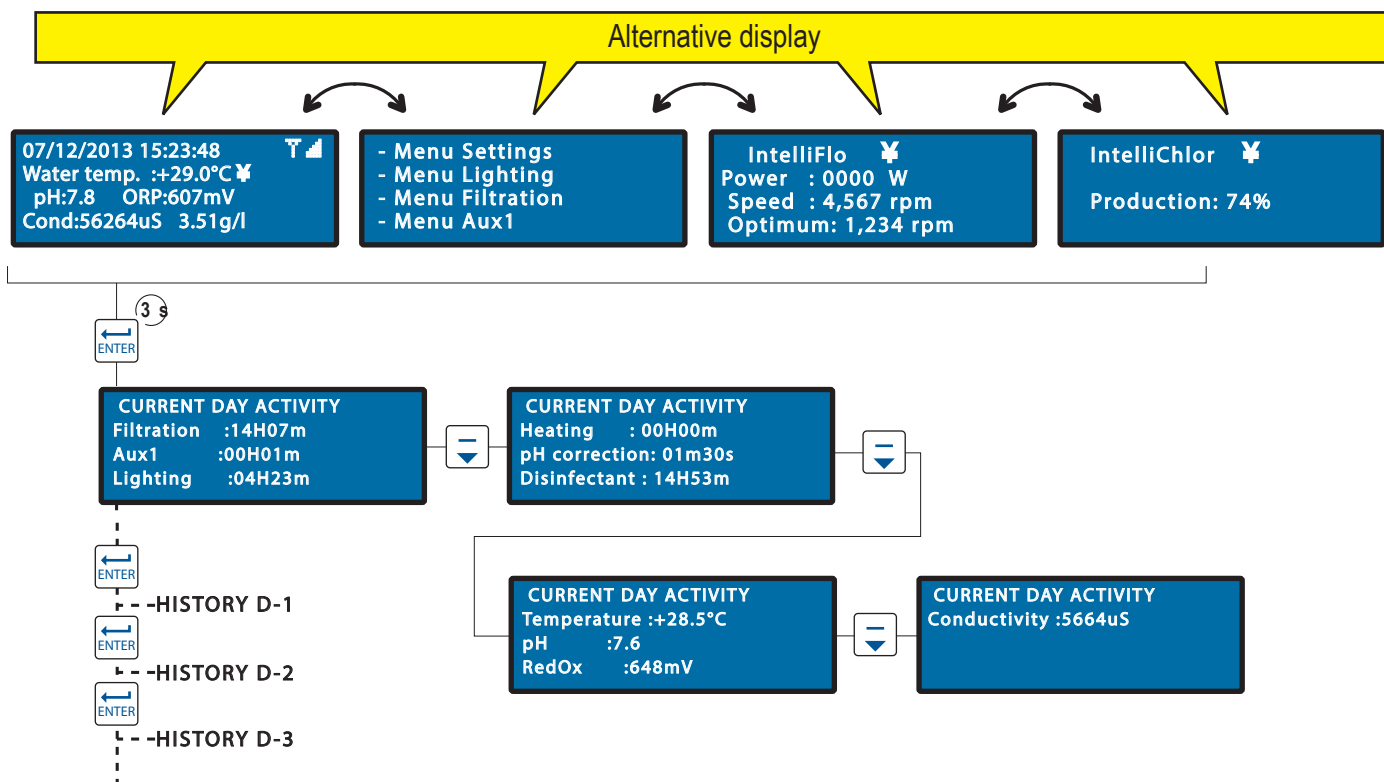 Alternative display
07/12/2013 15:23:48
Water temp. :+29.0°C ¥
pH:7.8 ORP:607mV
Cond:56264uS 3.51g/l
- Menu Settings
- Menu Lighting
- Menu Filtration
- Menu Aux1
IntelliFlo ¥
Power : 0000 W
Speed : 4,567 rpm
Optimum: 1,234 rpm
IntelliChlor ¥
Production: 74%
3 s
ENTER
CURRENT DAY ACTIVITY
Filtration :14H07m
Aux1 :00H01m
Lighting :04H23m
CURRENT DAY ACTIVITY
Heating : 00H00m
pH correction: 01m30s
Disinfectant : 14H53m
CURRENT DAY ACTIVITY
Temperature :+28.5°C
pH :7.6
RedOx :648mV
CURRENT DAY ACTIVITY
Conductivity :5664uS
ENTER
HISTORY D-1
ENTER
HISTORY D-2
ENTER
HISTORY D-3